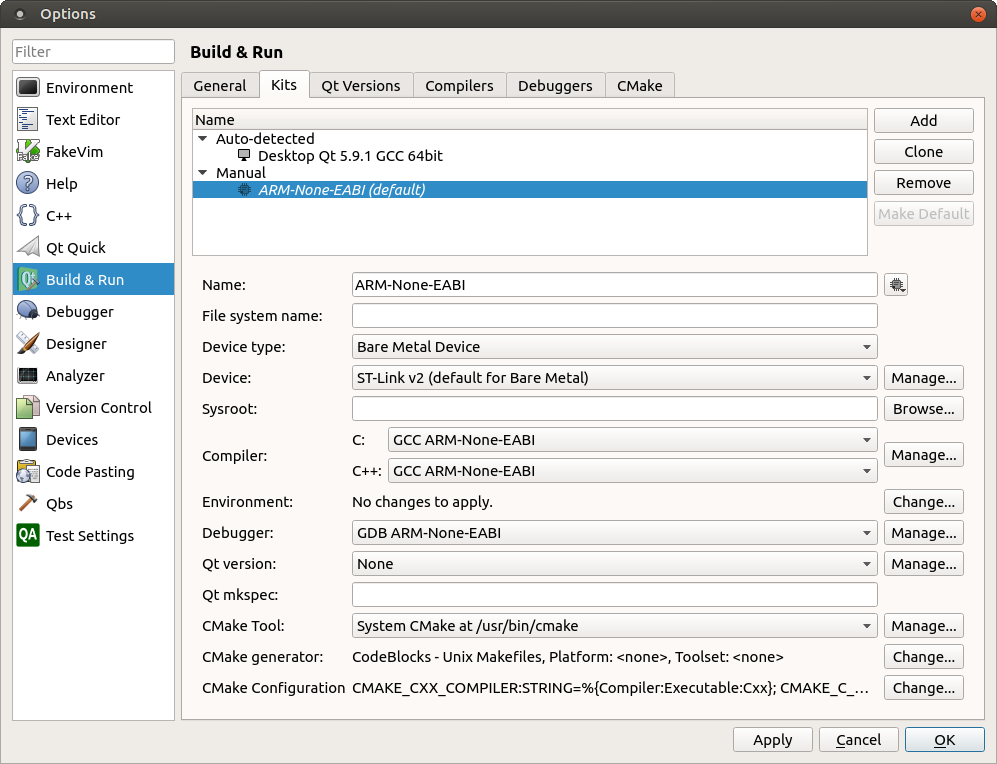 Options
Filter
Environment
Text Editor
FakeVim
Help
C++
Qt Quick
Build & Run
Debugger
Designer
Analyzer
Version Control
Devices
Code Pasting
Qbs
QA Test Settings
Build & Run
General Kits Qt Versions Compilers Debuggers CMake
Name
Auto-detected
Desktop Qt 5.9.1 GCC 64bit
Manual
ARM-None-EABI (default)
Add
Clone
Remove
Make Default
Name: ARM-None-EABI
File system name:
Device type: Bare Metal Device
Device: ST-Link v2 (default for Bare Metal) Manage...
Sysroot: Browse...
Compiler: C: GCC ARM-None-EABI
C++: GCC ARM-None-EABI Manage...
Environment: No changes to apply. Change...
Debugger: GDB ARM-None-EABI Manage...
Qt version: None Manage...
Qt mkspec:
CMake Tool: System CMake at /usr/bin/cmake Manage...
CMake generator: CodeBlocks - Unix Makefiles, Platform: <none>, Toolset: <none> Change...
CMake Configuration CMAKE_CXX_COMPILER:STRING=%{Compiler:Executable:Cxx}; CMAKE_C_... Change...
Apply Cancel OK